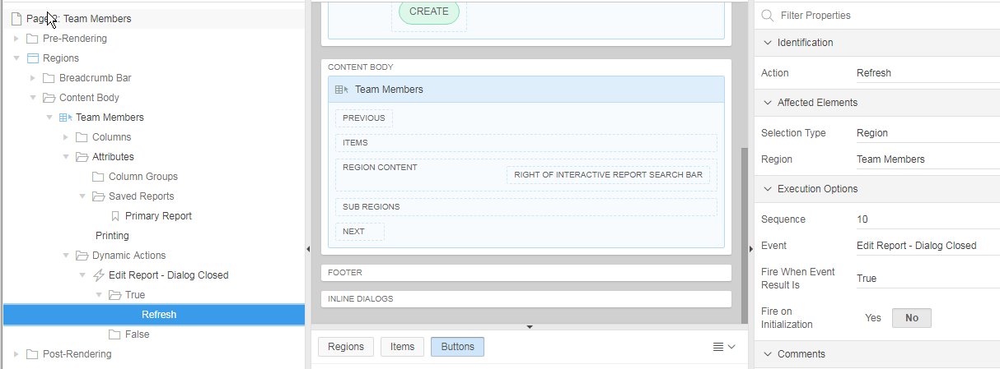 Page 2: Team Members
Pre-Rendering
Regions
Breadcrumb Bar
Content Body
Team Members
Columns
Attributes
Column Groups
Saved Reports
Primary Report
Printing
Dynamic Actions
Edit Report - Dialog Closed
True
Refresh
False
Post-Rendering
CREATE
CONTENT BODY
Team Members
PREVIOUS
ITEMS
REGION CONTENT
RIGHT OF INTERACTIVE REPORT SEARCH BAR
SUB REGIONS
NEXT
FOOTER
INLINE DIALOGS
Regions Items Buttons
Filter Properties
Identification
Action Refresh
Affected Elements
Selection Type Region
Region Team Members
Execution Options
Sequence 10
Event Edit Report - Dialog Closed
Fire When Event
Result Is True
Fire on
Initialization Yes No
Comments